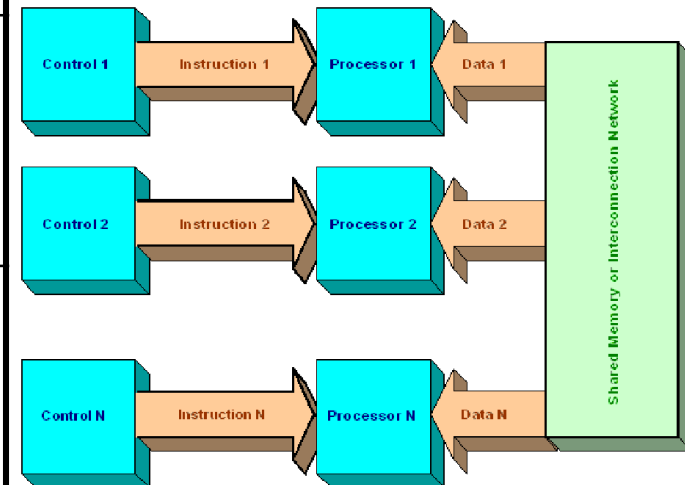 Control 1
Instruction 1
Processor 1
Data 1
Control 2
Instruction 2
Processor 2
Data 2
Control N
Instruction N
Processor N
Data N
Shared Memory or Interconnection Network